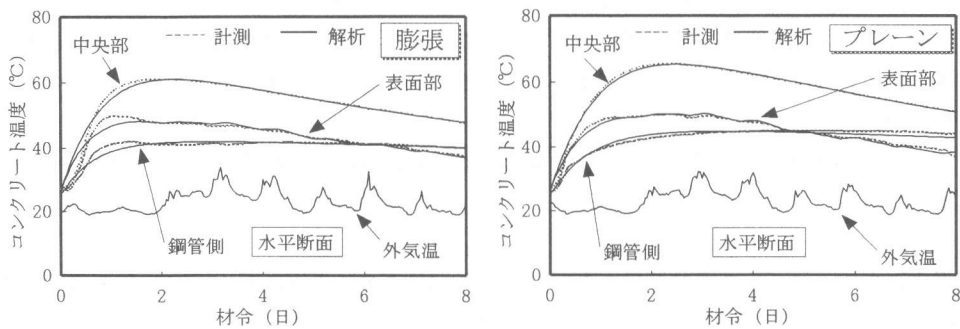 80
60
40
20
0
コンクリート温度 (℃)
中央部
計測
解析
膨張
表面部
鋼管側
水平断面
外気温
0
2
4
6
8
材令 (日)
80
60
40
20
0
コンクリート温度 (℃)
中央部
計測
解析
プレーン
表面部
鋼管側
水平断面
外気温
0
2
4
6
8
材令 (日)